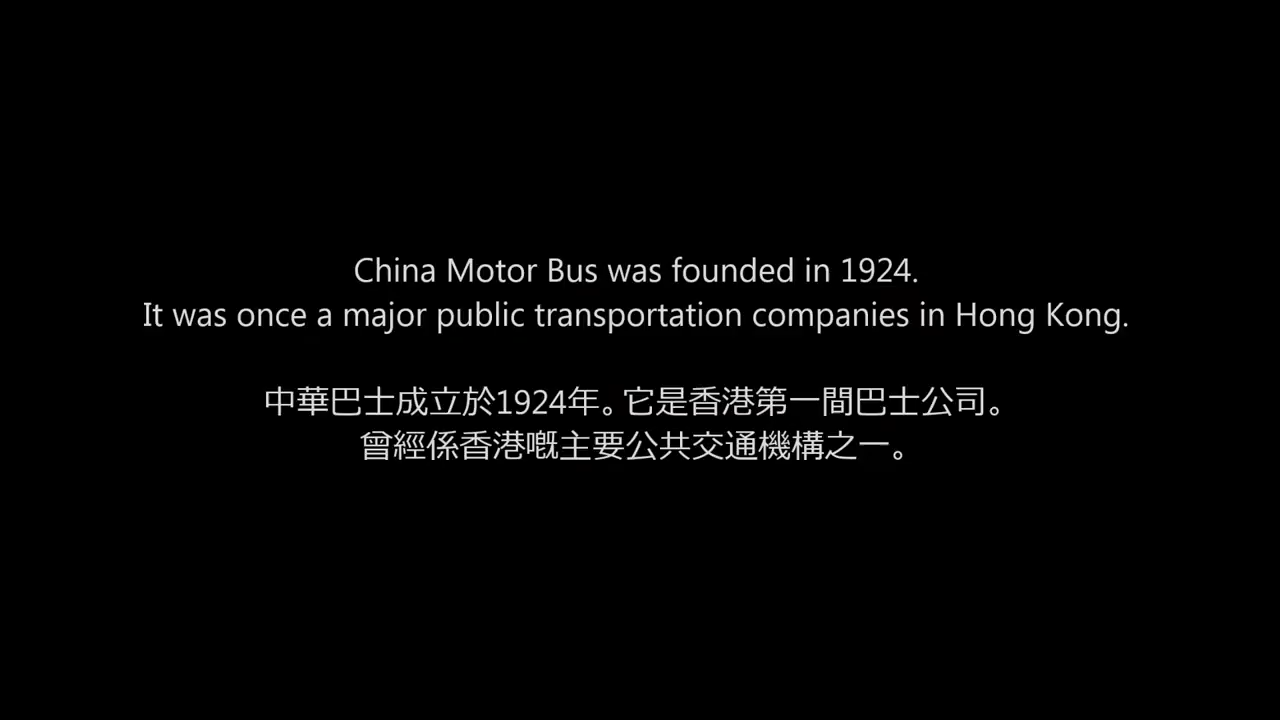 China Motor Bus was founded in 1924.
It was once a major public transportation companies in Hong Kong.
中華巴士成立於1924年。它是香港第一間巴士公司。
曾經係香港嘅主要公共交通機構之一。